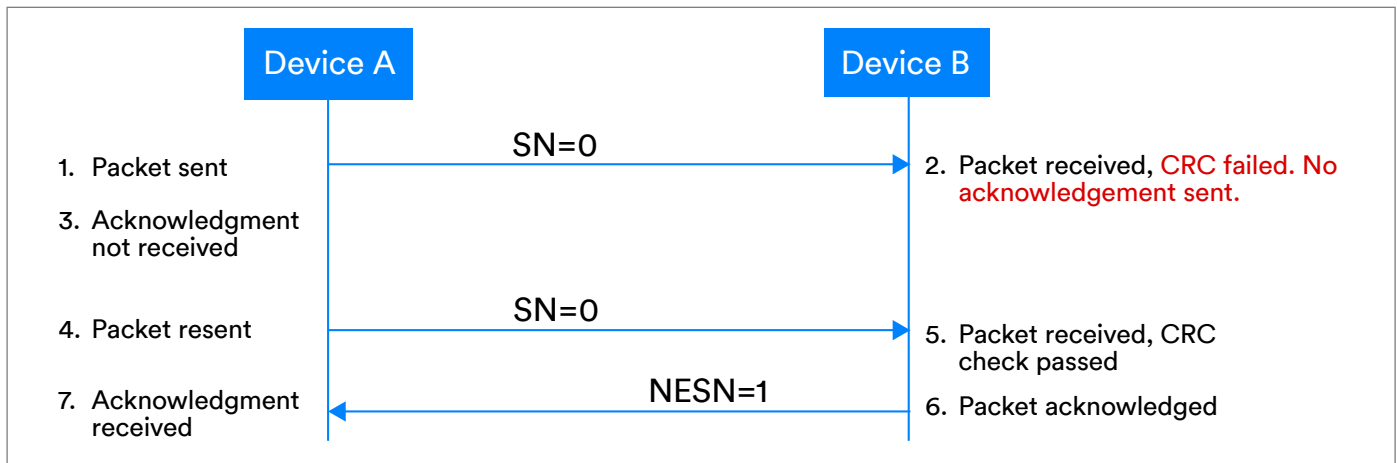 Device A
Device B
SN=0
1. Packet sent
2. Packet received, CRC failed. No
acknowledgement sent.
3. Acknowledgment
not received
SN=0
4. Packet resent
5. Packet received, CRC
check passed
NESN=1
6. Packet acknowledged
7. Acknowledgment
received